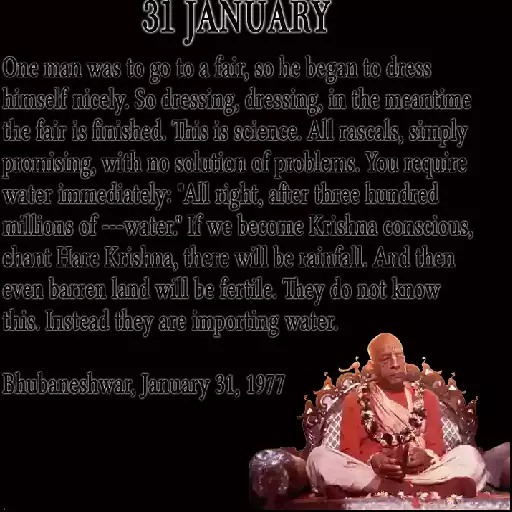 31 JANUARY
One man was to go to a fair, so he began to dress
himself nicely. So dressing, dressing, in the meantime
the fair is finished. This is science. All rascals, simply
promising, with no solution of problems. You require
water immediately: "All right, after three hundred
millions of ---water." If we become Krishna conscious,
chant Hare Krishna, there will be rainfall. And then
even barren land will be fertile. They do not know
this. Instead they are importing water.
Bhubaneshwar, January 31, 1977